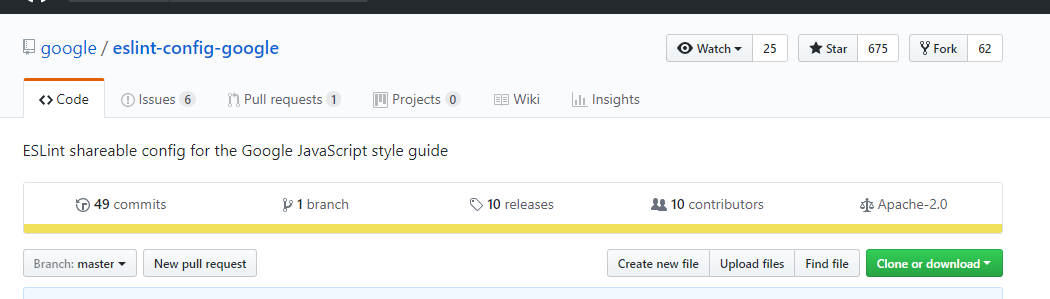 google / eslint-config-google
Watch 25 Star 675 Fork 62
Code Issues 6 Pull requests 1 Projects 0 Wiki Insights
ESLint shareable config for the Google JavaScript style guide
49 commits 1 branch 10 releases 10 contributors Apache-2.0
Branch: master New pull request Create new file Upload files Find file Clone or download